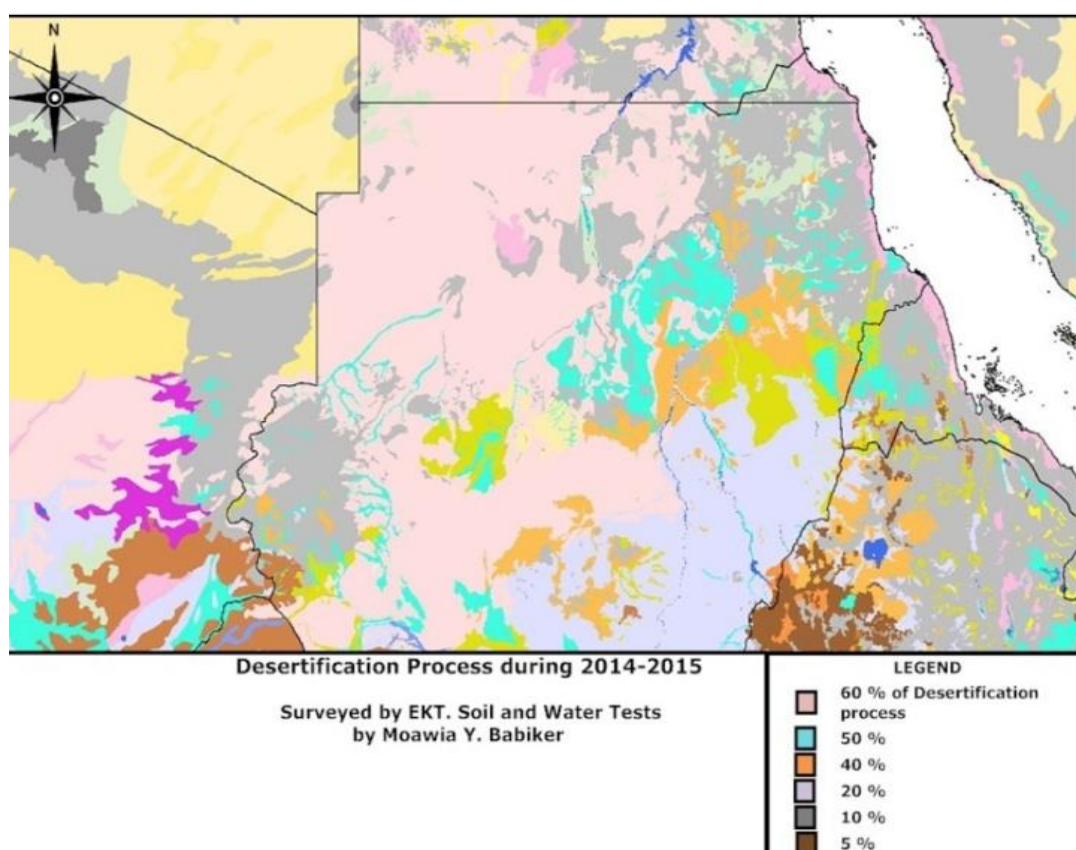 N
Desertification Process during 2014-2015
Surveyed by EKT. Soil and Water Tests
by Moawia Y. Babiker
LEGEND
60 % of Desertification
process
50 %
40 %
20 %
10 %
5 %